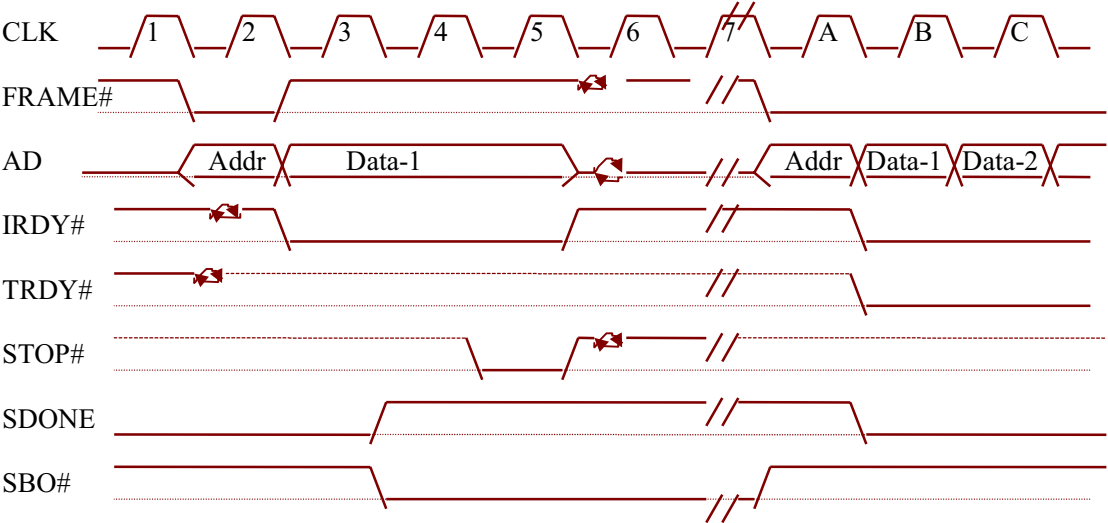 CLK 1 2 3 4 5 6 7 A B C
FRAME#
AD Addr Data-1 Addr Data-1 Data-2
IRDY#
TRDY#
STOP#
SDONE
SBO#